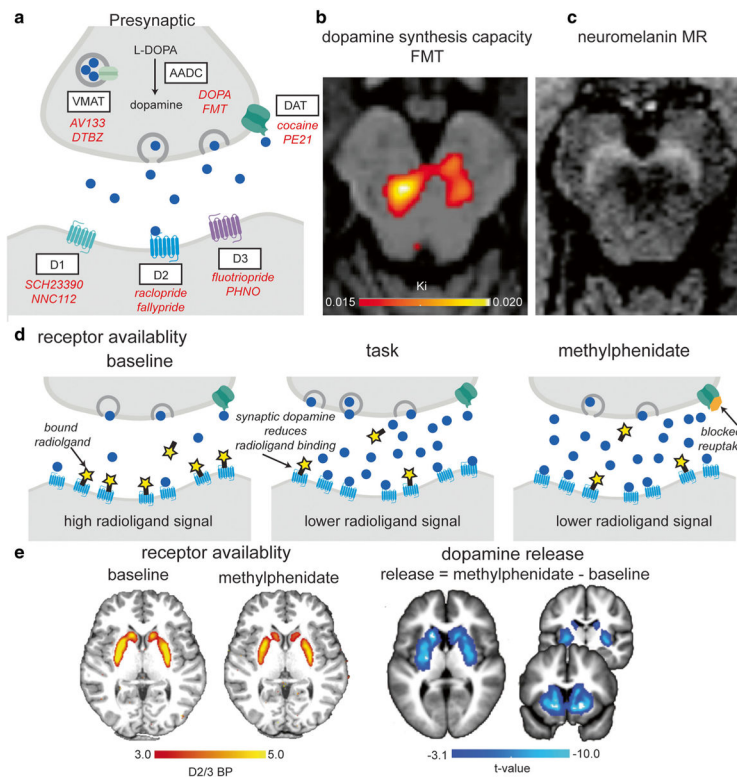 a
Presynaptic
L-DOPA
AADC
VMAT
dopamine
DOPA
FMT
AV133
DTBZ
DAT
cocaine
PE21
D1
SCH23390
NNC112
D2
raclopride
fallypride
D3
fluotriopride
PHNO
b
dopamine synthesis capacity
FMT
Ki
0.015
0.020
c
neuromelanin MR
d
receptor availablity
baseline
bound
radiolgand
high radioligand signal
task
synaptic dopamine
reduces
radioligand binding
lower radioligand signal
methylphenidate
blocked
reuptak
lower radioligand signal
e
receptor availablity
baseline
methylphenidate
3.0
5.0
D2/3 BP
dopamine release
release = methylphenidate - baseline
-3.1
-10.0
t-value